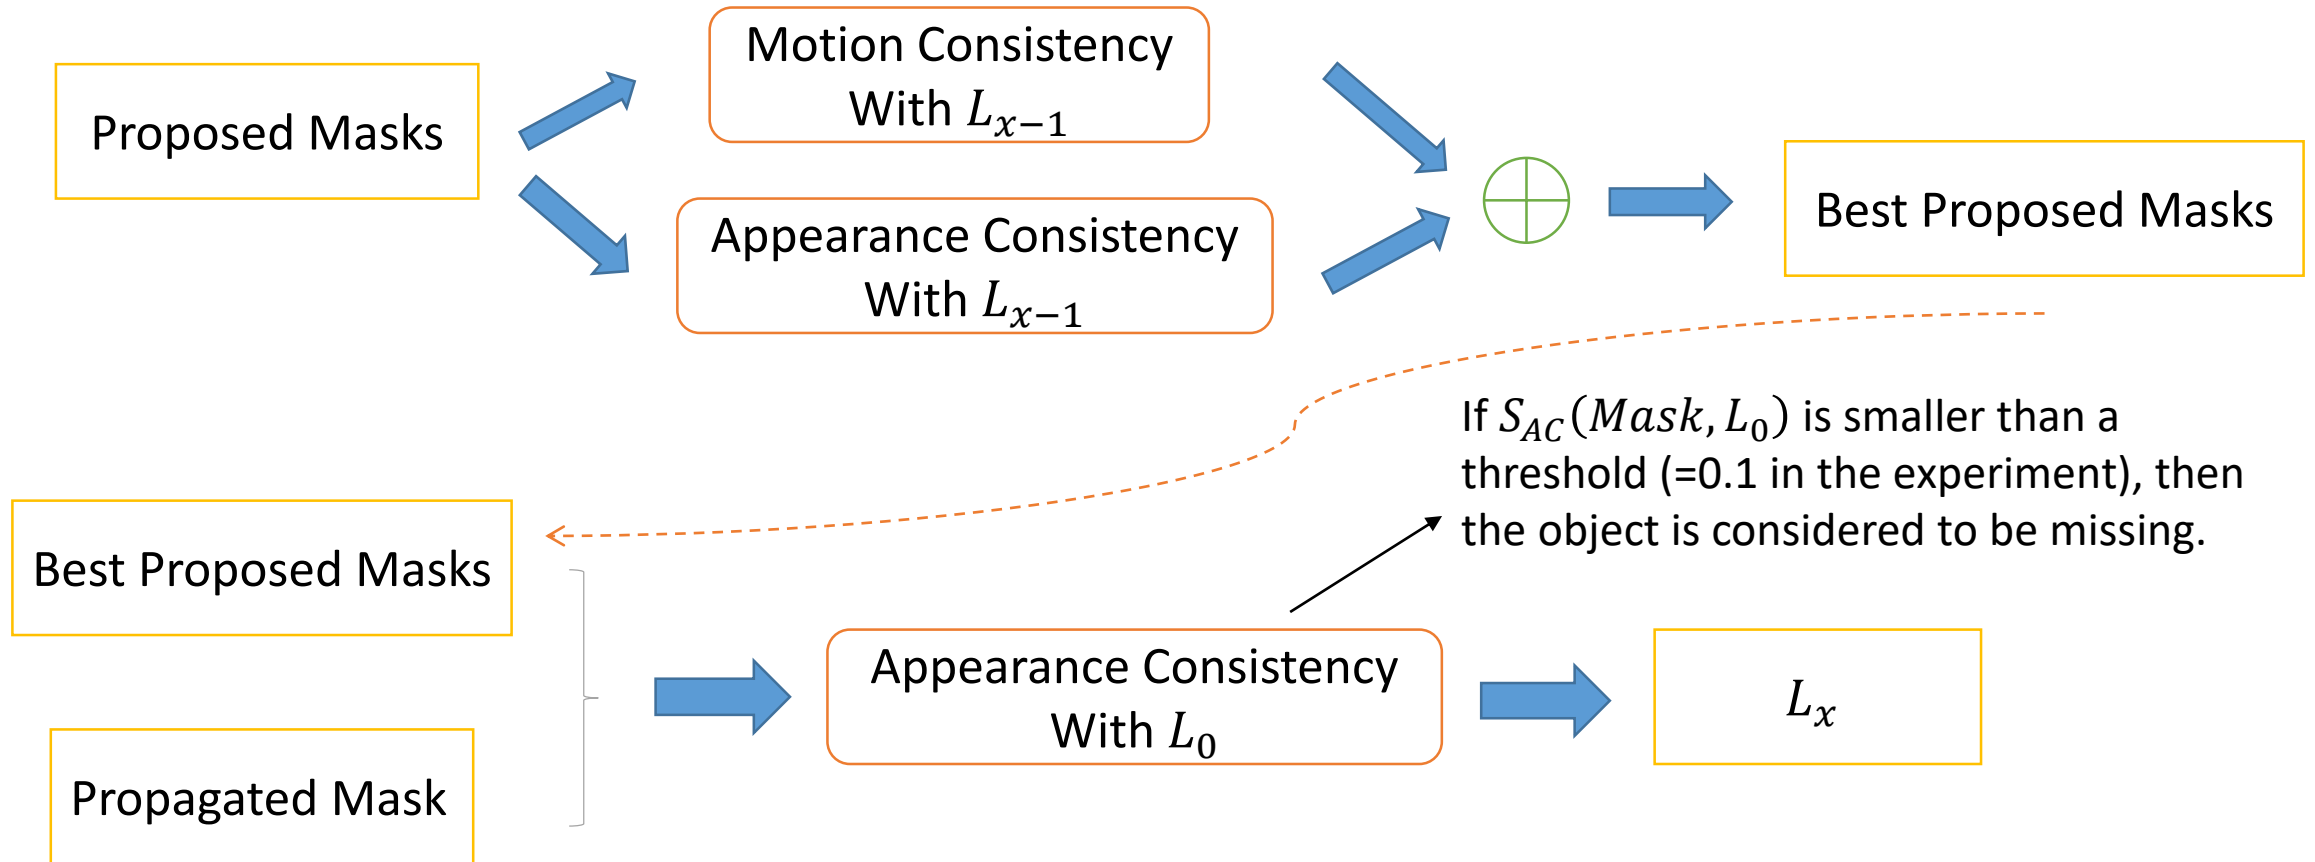 Proposed Masks
Motion Consistency
With $L_{x-1}$
Appearance Consistency
With $L_{x-1}$
Best Proposed Masks
If $S_{AC}(Mask, L_0)$ is smaller than a
threshold (=0.1 in the experiment), then
the object is considered to be missing.
Best Proposed Masks
Propagated Mask
Appearance Consistency
With $L_0$
$L_x$